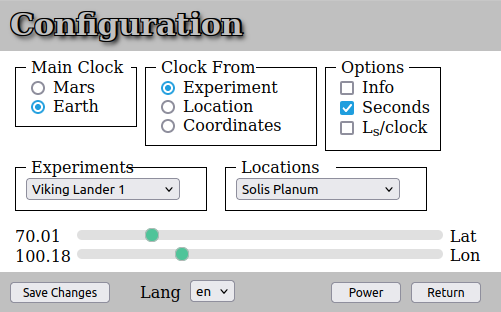 Configuration
Main Clock
Mars
Earth
Clock From
Experiment
Location
Coordinates
Options
Info
Seconds
Ls/clock
Experiments
Viking Lander 1
Locations
Solis Planum
70.01 Lat
100.18 Lon
Save Changes Lang en Power Return